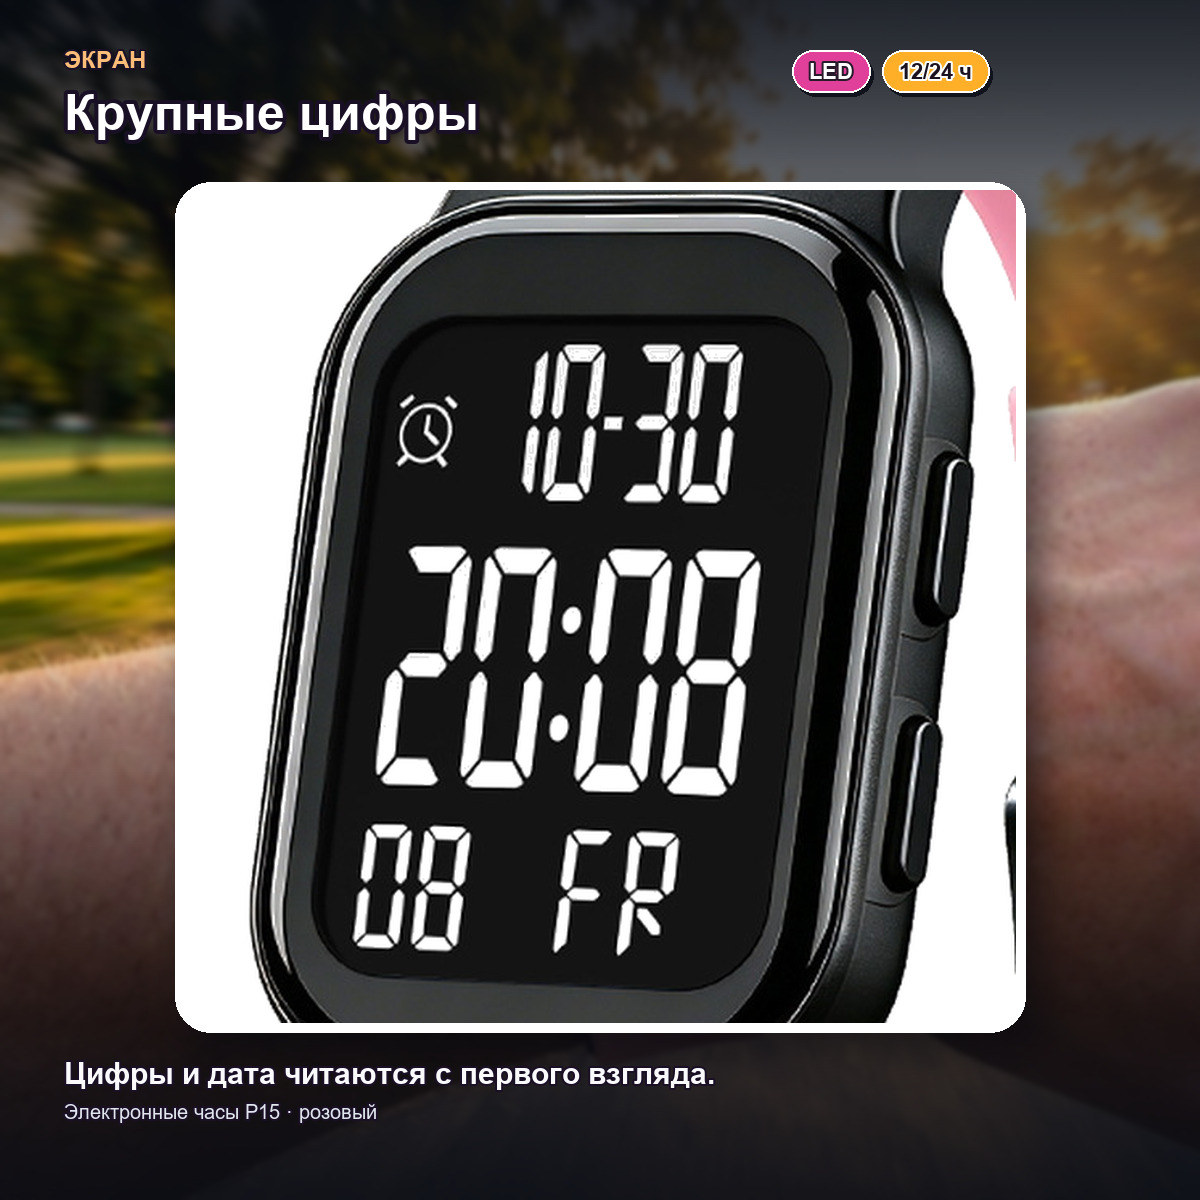 ЭКРАН
LED
12/24 ч
Крупные цифры
10-30
20:08
08 FR
Цифры и дата читаются с первого взгляда.
Электронные часы P15 · розовый